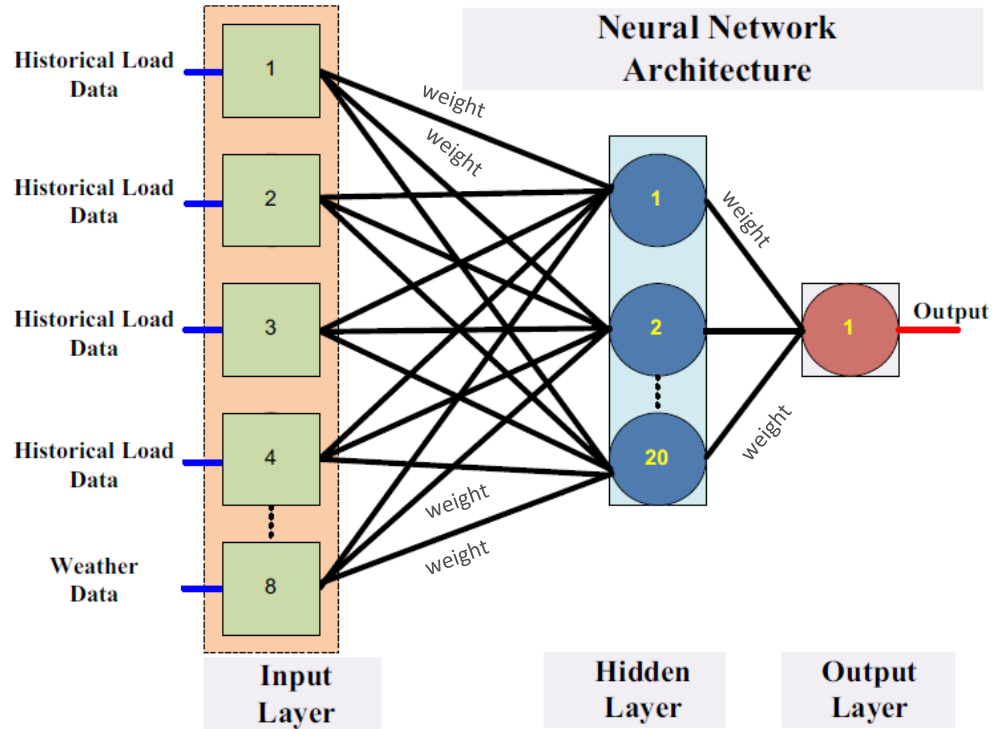 Neural Network
Architecture
Historical Load
Data
1
weight
weight
Historical Load
Data
2
1
weight
Historical Load
Data
3
2
1
Output
Historical Load
Data
4
20
weight
weight
weight
Weather
Data
8
Input
Layer
Hidden
Layer
Output
Layer